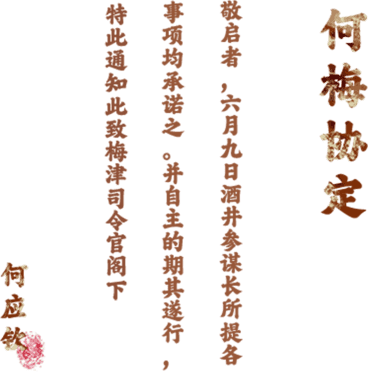 何梅协定
敬启者,六月九日酒井参谋长所提各
事项均承诺之。并自主的期其遂行,
特此通知此致梅津司令官阁下
何应钦